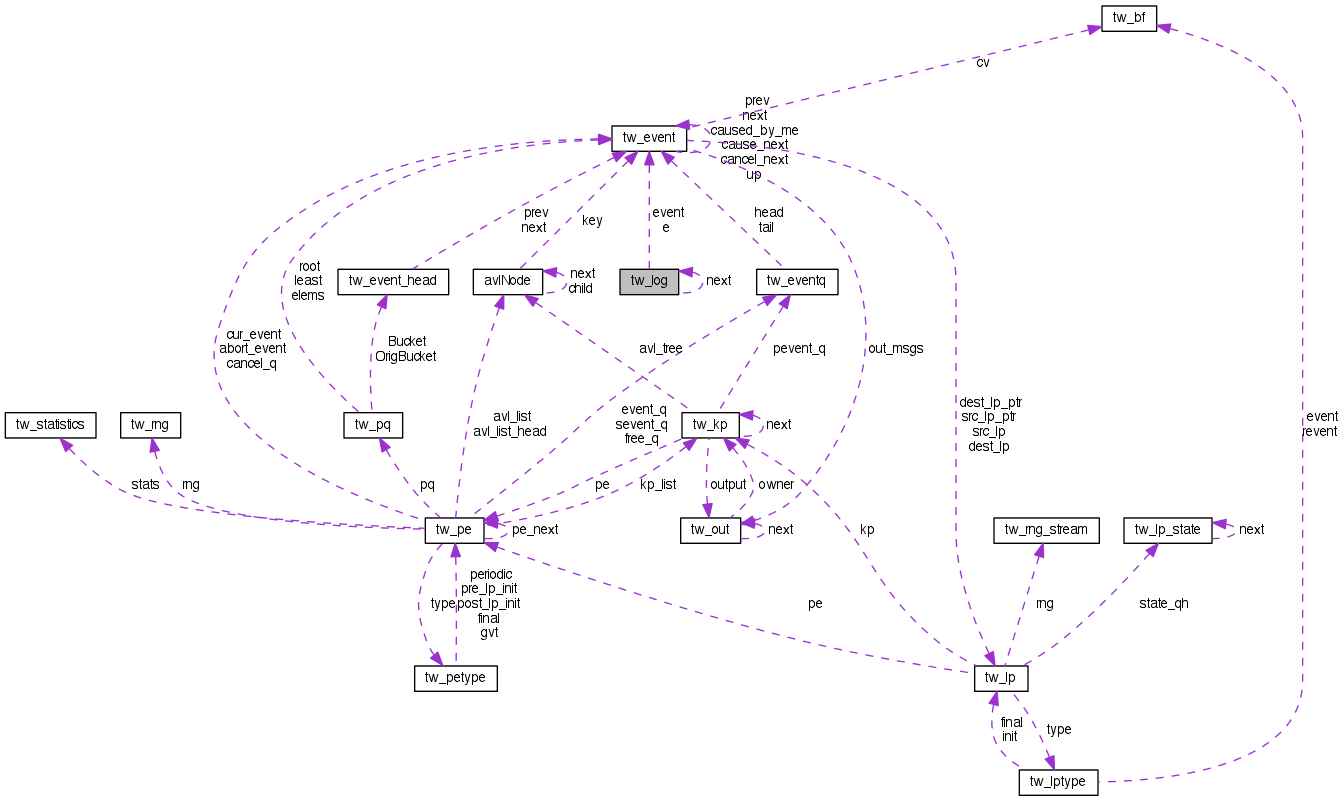 tw_bf
cv
prev
next
caused_by_me
cause_next
cancel_next
up
tw_event
prev
next
key
event
e
head
tail
root
least
elems
tw_event_head
avlNode
next
child
tw_log
next
tw_eventq
cur_event
abort_event
cancel_q
Bucket
OrigBucket
avl_tree
pevent_q
out_msgs
dest_lp_ptr
src_lp_ptr
src_lp
dest_lp
event
revent
tw_statistics
tw_rng
tw_pq
avl_list
avl_list_head
event_q
sevent_q
free_q
tw_kp
next
stats
rng
pq
pe
kp_list
output
owner
tw_pe
pe_next
tw_out
next
kp
tw_rng_stream
tw_lp_state
next
type
periodic
pre_lp_init
post_lp_init
final
gvt
pe
rng
state_qh
tw_petype
tw_lp
final
init
type
tw_lptype